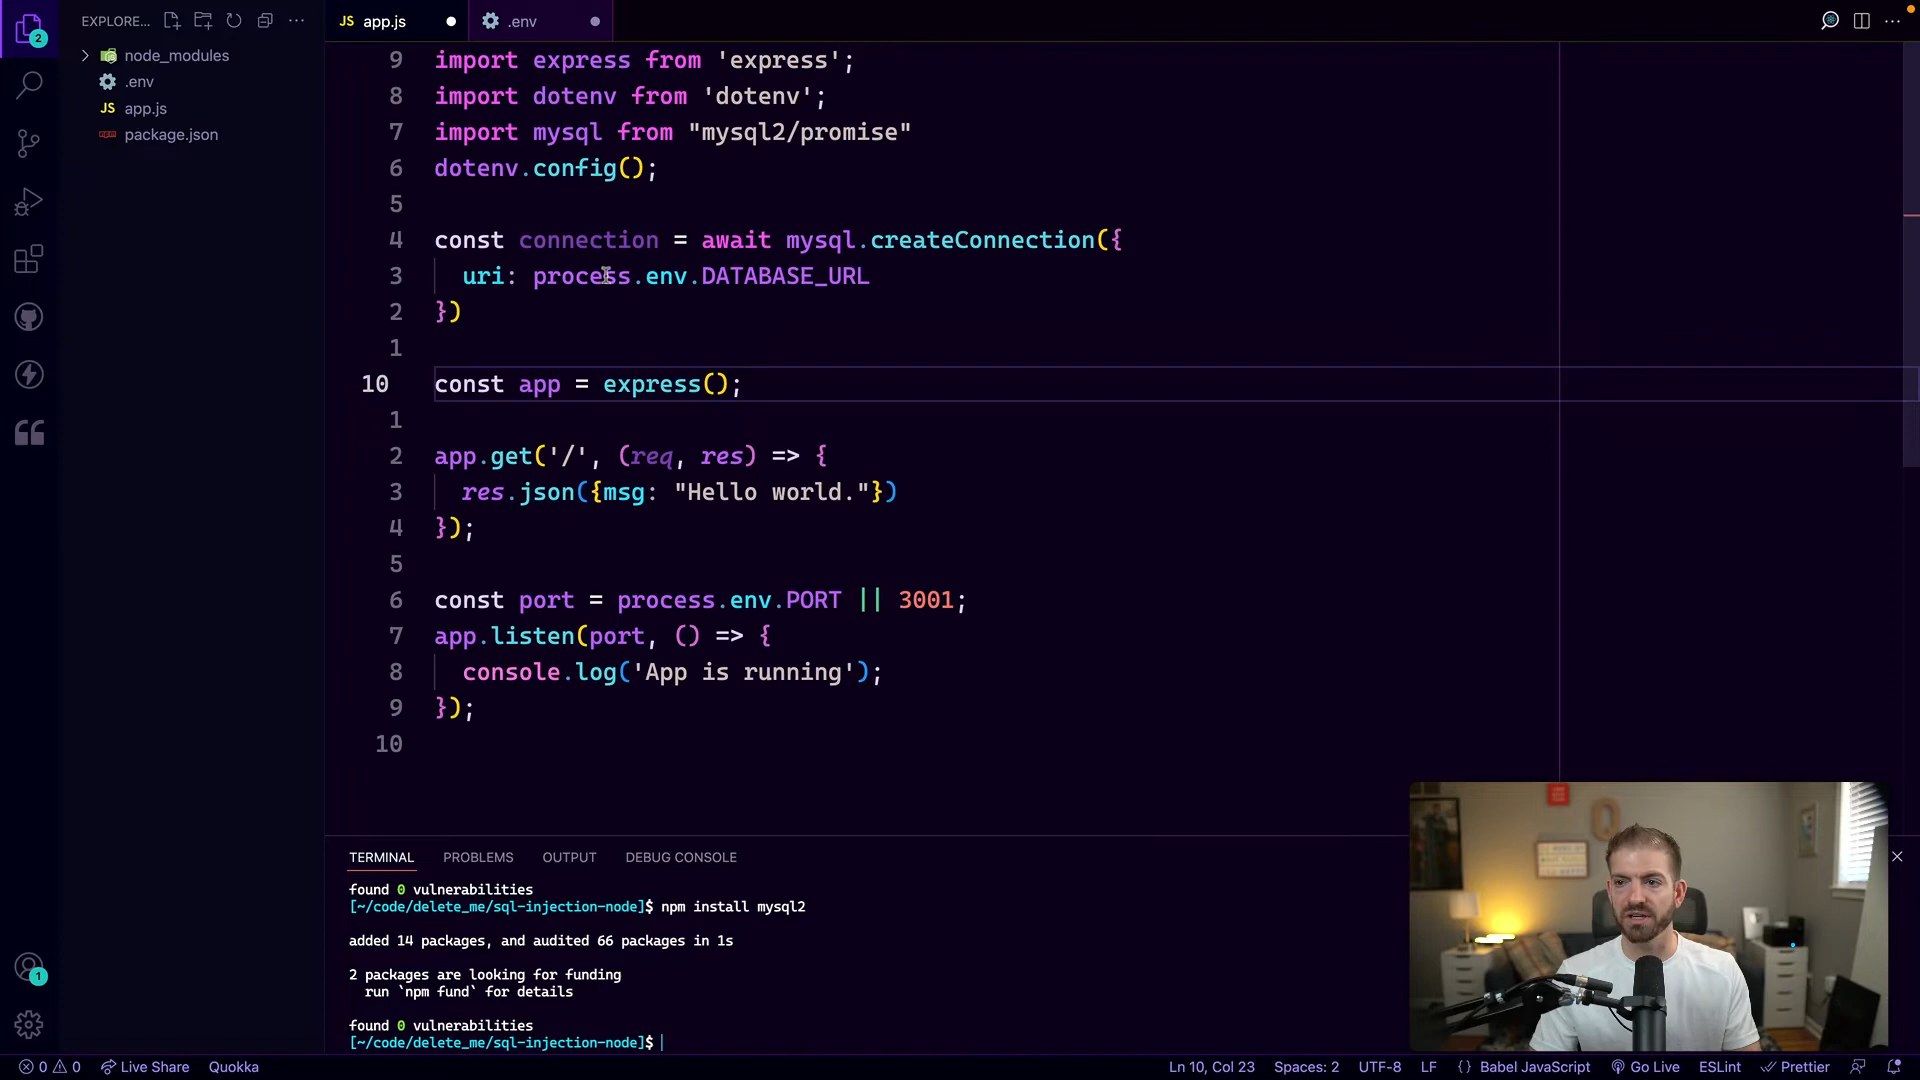 EXPLORE...
node_modules
.env
JS app.js
package.json
2
1
JS app.js
.env
9 import express from 'express';
8 import dotenv from 'dotenv';
7 import mysql from "mysql2/promise"
6 dotenv.config();
5
4 const connection = await mysql.createConnection({
3 uri: process.env.DATABASE_URL
2 })
1
10 const app = express();
1
2 app.get('/', (req, res) => {
3 res.json({msg: "Hello world."})
4 });
5
6 const port = process.env.PORT || 3001;
7 app.listen(port, () => {
8 console.log('App is running');
9 });
10
TERMINAL PROBLEMS OUTPUT DEBUG CONSOLE
found 0 vulnerabilities
[~/code/delete_me/sql-injection-node]$ npm install mysql2
added 14 packages, and audited 66 packages in 1s
2 packages are looking for funding
run `npm fund` for details
found 0 vulnerabilities
[~/code/delete_me/sql-injection-node]$
0 0 Live Share Quokka Ln 10, Col 23 Spaces: 2 UTF-8 LF {} Babel JavaScript Go Live ESLint Prettier